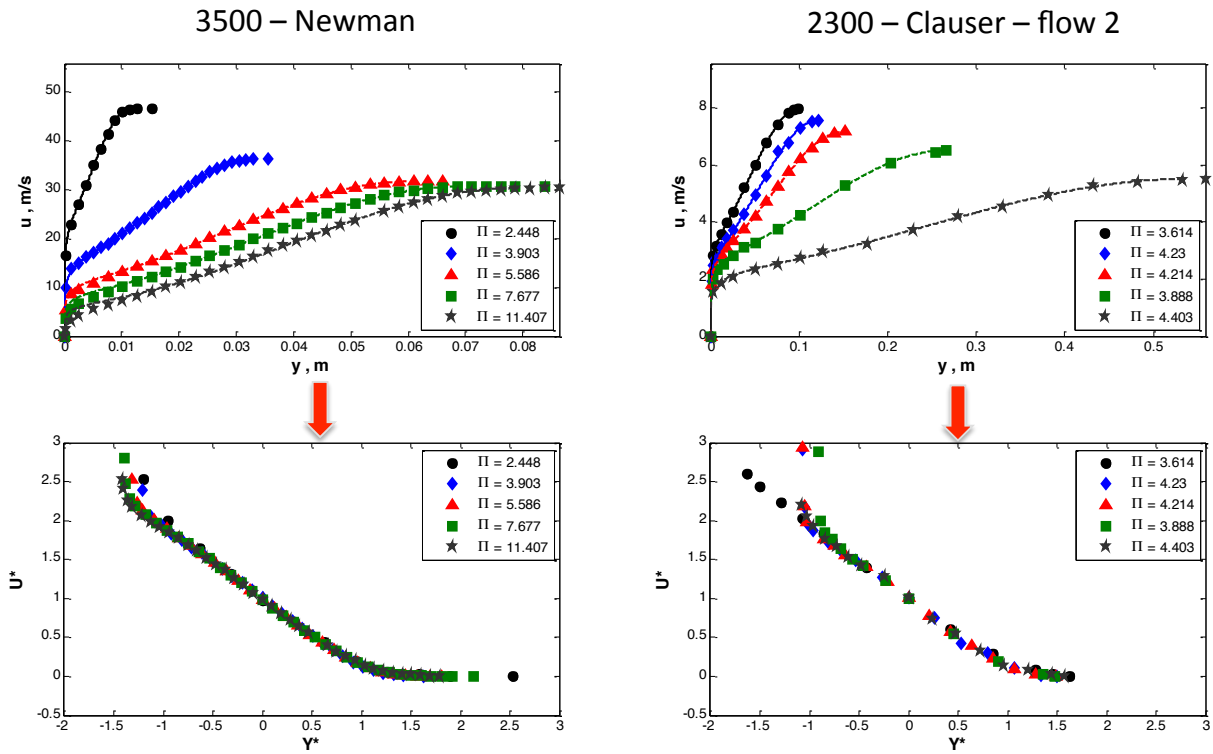 3500 – Newman
2300 – Clauser – flow 2
50
40
30
20
10
0
u , m/s
0 0.01 0.02 0.03 0.04 0.05 0.06 0.07 0.08
y , m
Π = 2.448
Π = 3.903
Π = 5.586
Π = 7.677
Π = 11.407
8
6
4
2
0
u , m/s
0 0.1 0.2 0.3 0.4 0.5
y , m
Π = 3.614
Π = 4.23
Π = 4.214
Π = 3.888
Π = 4.403
3
2.5
2
1.5
1
0.5
0
-0.5
U*
-2 -1.5 -1 -0.5 0 0.5 1 1.5 2 2.5 3
Y*
Π = 2.448
Π = 3.903
Π = 5.586
Π = 7.677
Π = 11.407
3
2.5
2
1.5
1
0.5
0
-0.5
U*
-2 -1.5 -1 -0.5 0 0.5 1 1.5 2 2.5 3
Y*
Π = 3.614
Π = 4.23
Π = 4.214
Π = 3.888
Π = 4.403